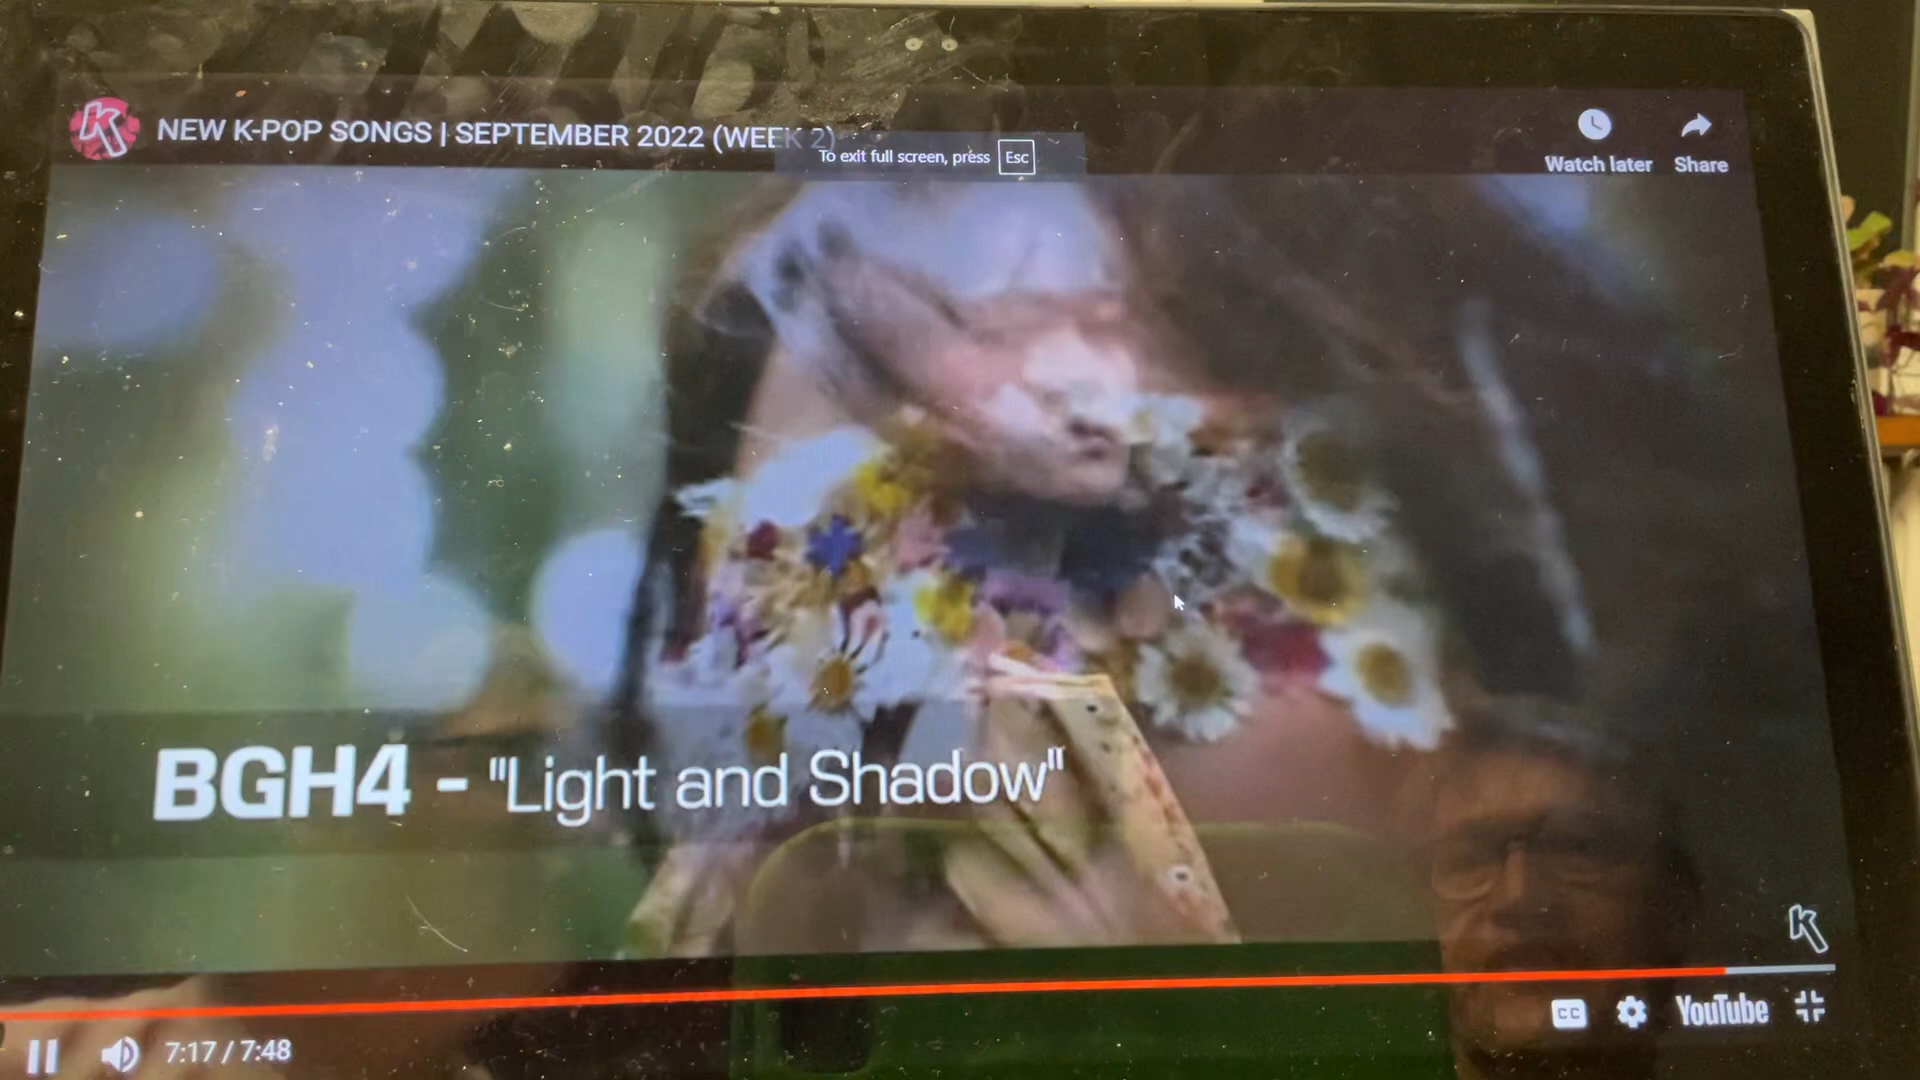 NEW K-POP SONGS | SEPTEMBER 2022 (WEEK 2)
To exit full screen, press Esc
Watch later
Share
BGH4 - "Light and Shadow"
K
7:17 / 7:48
CC
YouTube